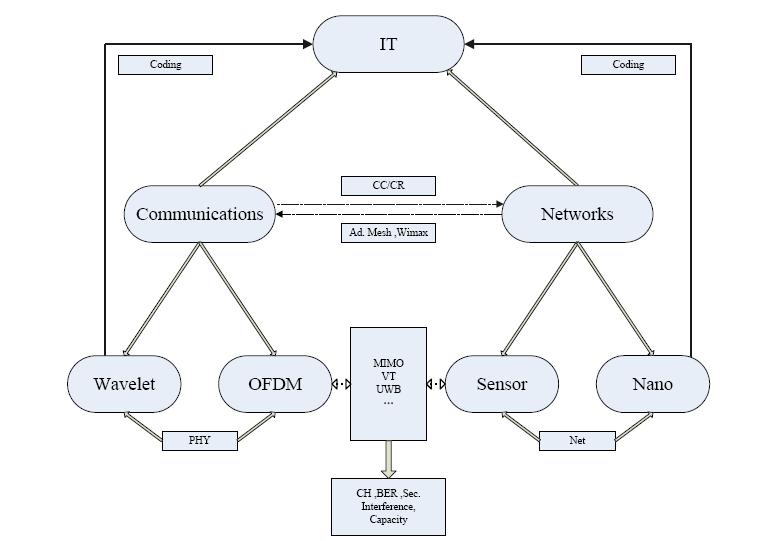 IT
Coding
Coding
CC/CR
Communications
Networks
Ad. Mesh ,Wimax
MIMO
VT
UWB
...
Wavelet
OFDM
Sensor
Nano
PHY
Net
CH ,BER ,Sec.
Interference,
Capacity